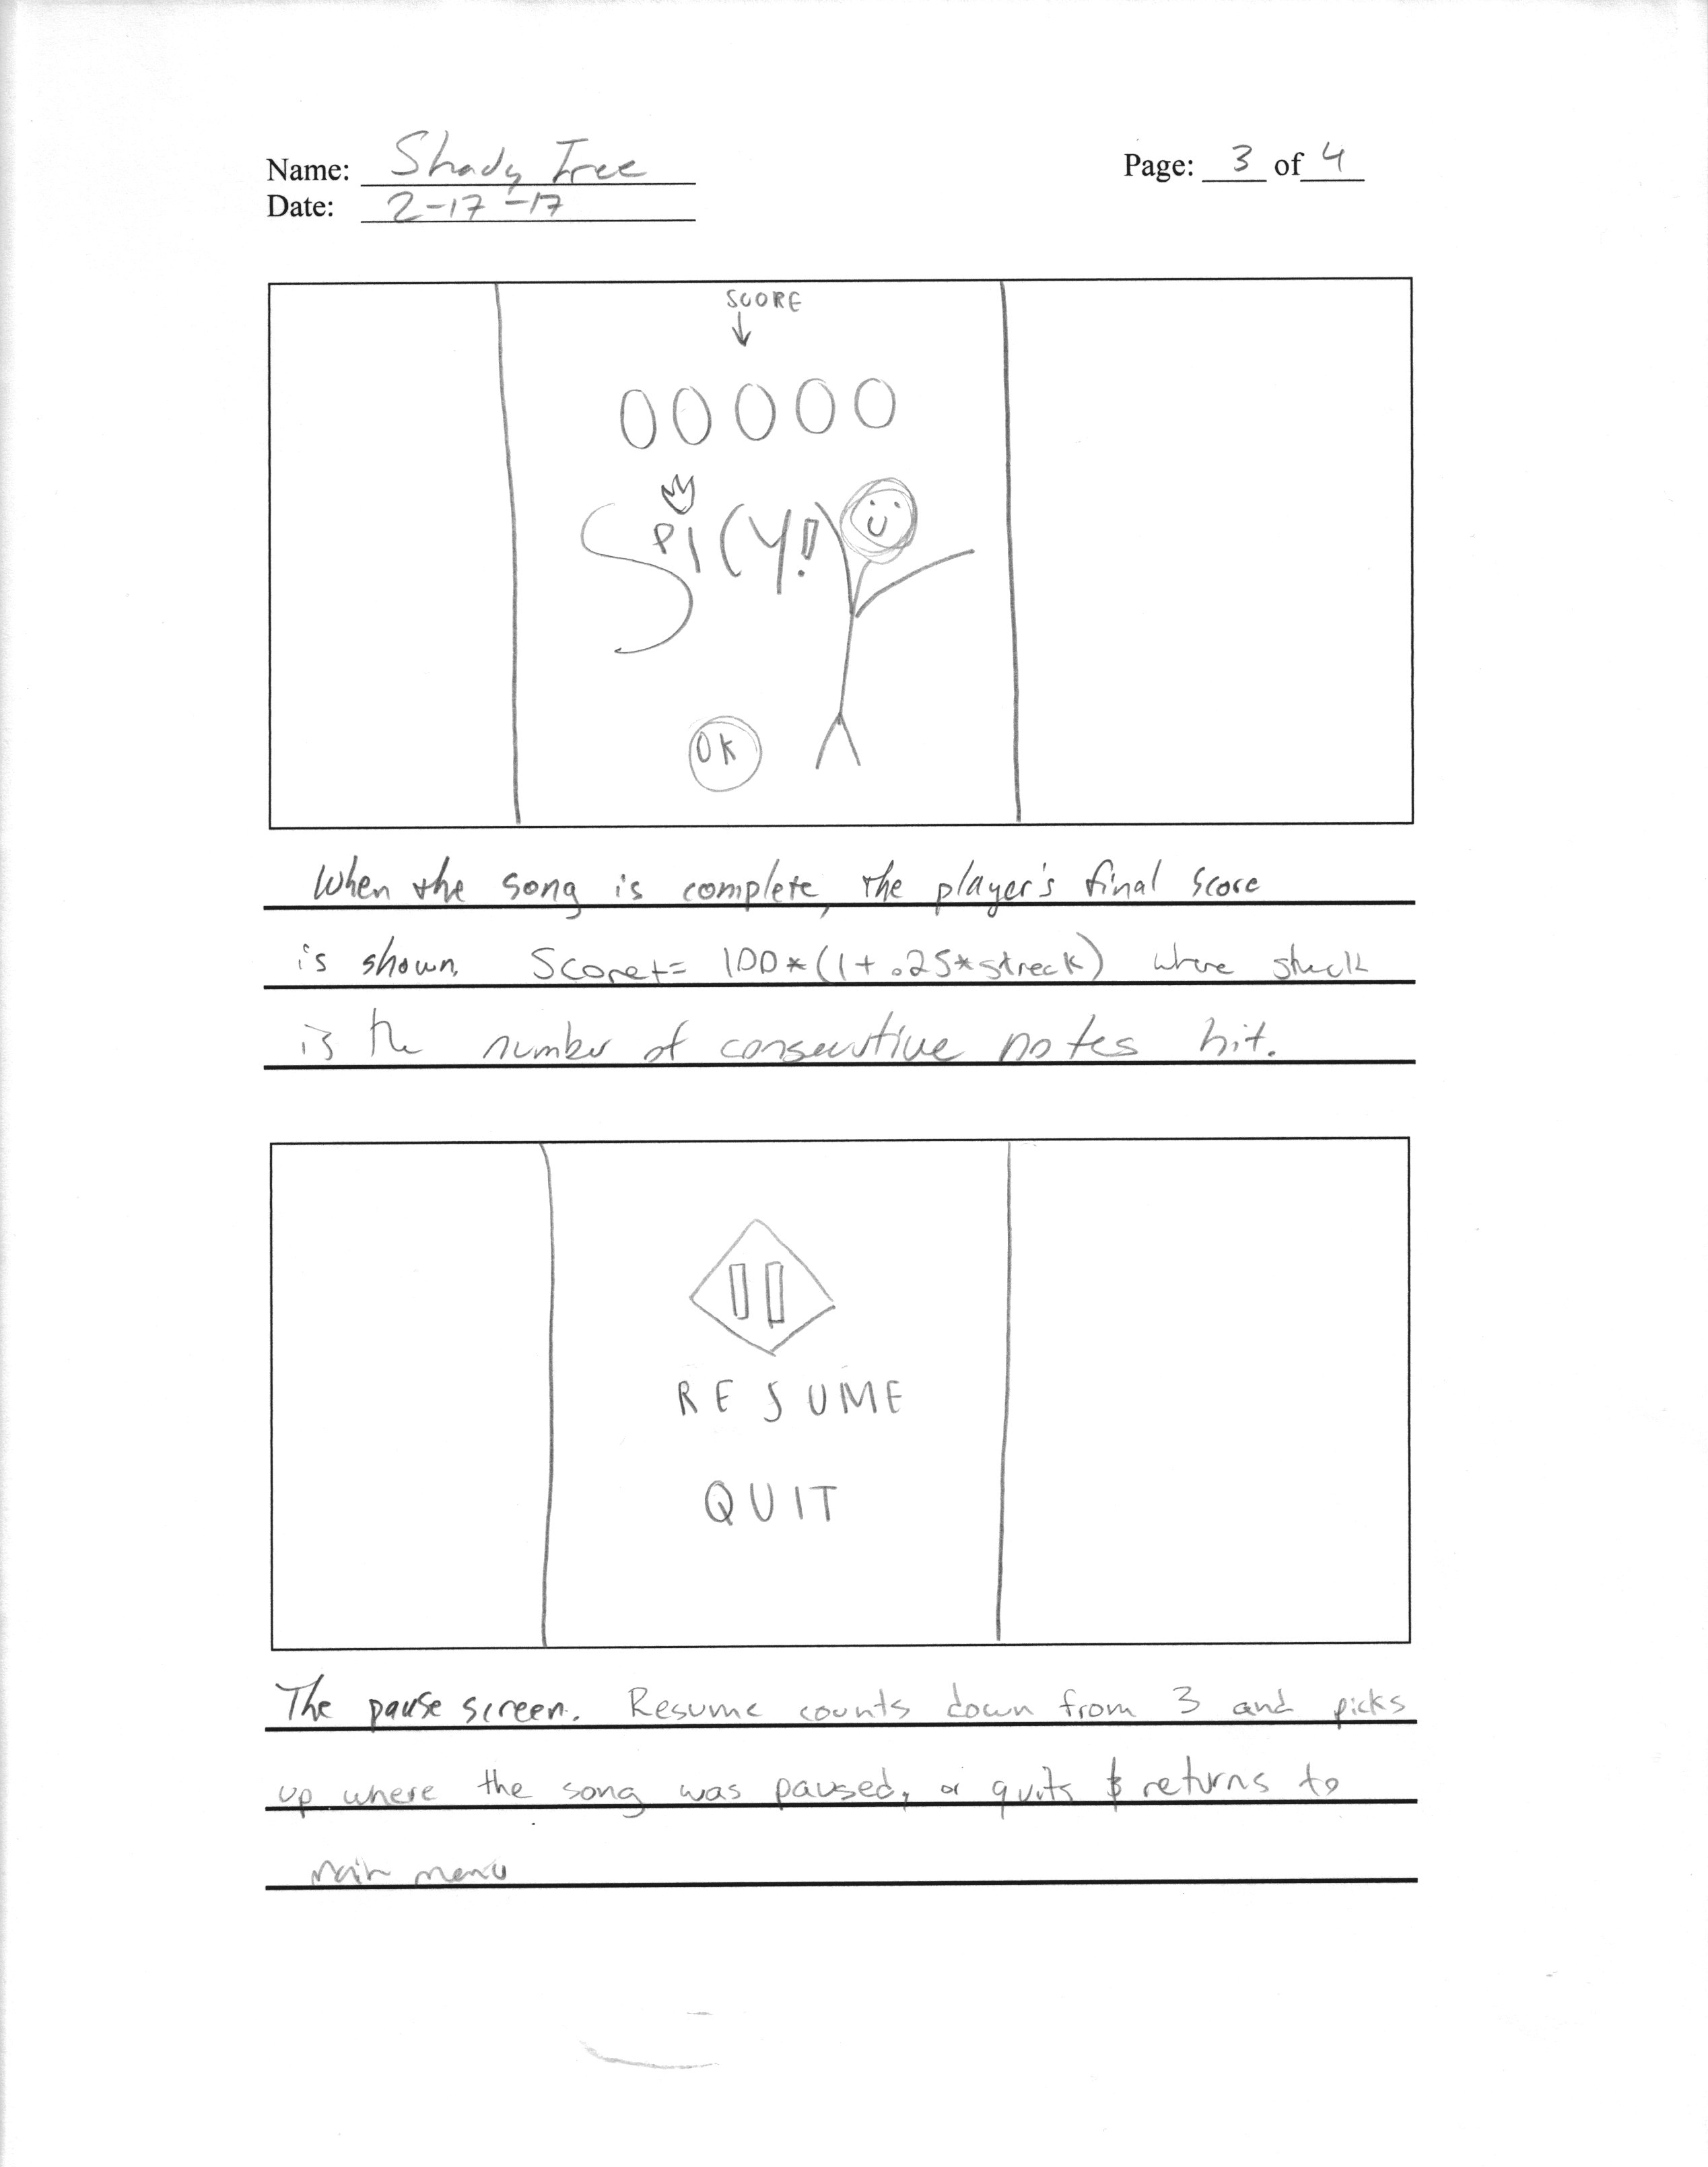 Name: Shady Tree
Page: 3 of 4
Date: 2-17-17
SCORE
00000
SPICY!
OK
When the song is complete, the player's final score
is shown. Score += 100*(1+.25*streak) where streak
is the number of consecutive notes hit.
RESUME
QUIT
The pause screen. Resume counts down from 3 and picks
up where the song was paused, or quits & returns to
main menu